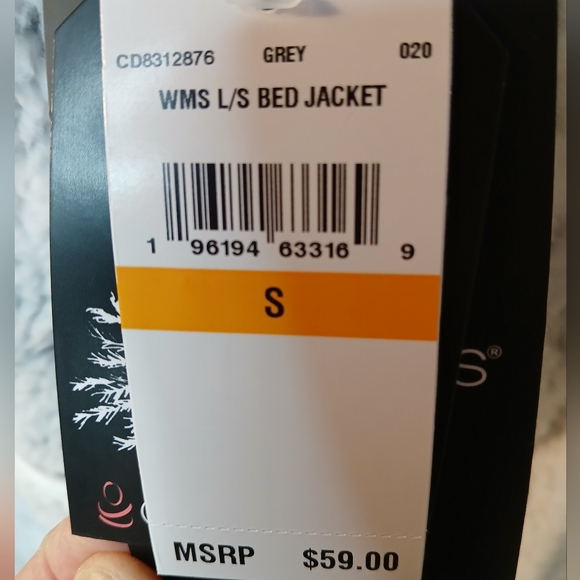 CD8312876 GREY 020
WMS L/S BED JACKET
1 96194 63316 9
S
S®
MSRP $59.00